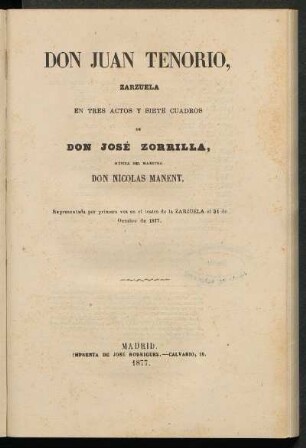 DON JUAN TENORIO,
ZARZUELA
EN TRES ACTOS Y SIETE CUADROS
DE
DON JOSÉ ZORRILLA,
MÚSICA DEL MAESTRO
DON NICOLAS MANENT.
Representada por primera vez en el teatro de la ZARZUELA el 31 de
Octubre de 1877.
MADRID.
IMPRENTA DE JOSÉ RODRIGUEZ.—CALVARIO, 18.
1877.